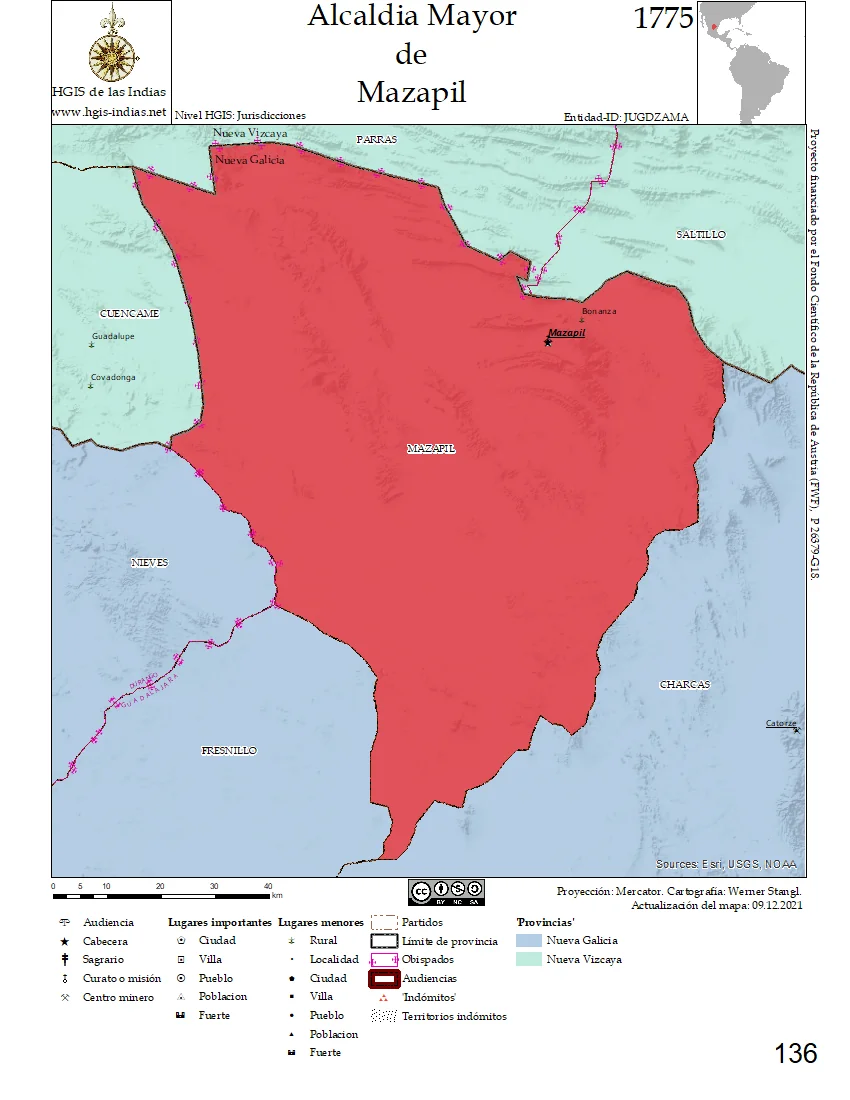 Alcaldia Mayor
de
Mazapil
1775
HGIS de las Indias
www.hgis-indias.net
Nivel HGIS: Jurisdicciones
Entidad-ID: JUGDZAMA
Nueva Vizcaya
PARRAS
Nueva Galicia
SALTILLO
CUENCAME
Guadalupe
Covadonga
Bonanza
Mazapil
MAZAPIL
NIEVES
DURANGO
GUADALAJARA
CHARCAS
Catorze
FRESNILLO
Sources: Esri, USGS, NOAA
Proyecto financiado por el Fondo Científico de la República de Austria (FWF), P 26379-G18.
0 5 10 20 30 40
km
cc BY NC SA
Proyección: Mercator. Cartografía: Werner Stangl.
Actualización del mapa: 09.12.2021
Audiencia
Cabecera
Sagrario
Curato o misión
Centro minero
Lugares importantes
Ciudad
Villa
Pueblo
Poblacion
Fuerte
Lugares menores
Rural
Localidad
Ciudad
Villa
Pueblo
Poblacion
Fuerte
Partidos
Límite de provincia
Obispados
Audiencias
'Indómitos'
Territorios indómitos
'Provincias'
Nueva Galicia
Nueva Vizcaya
136